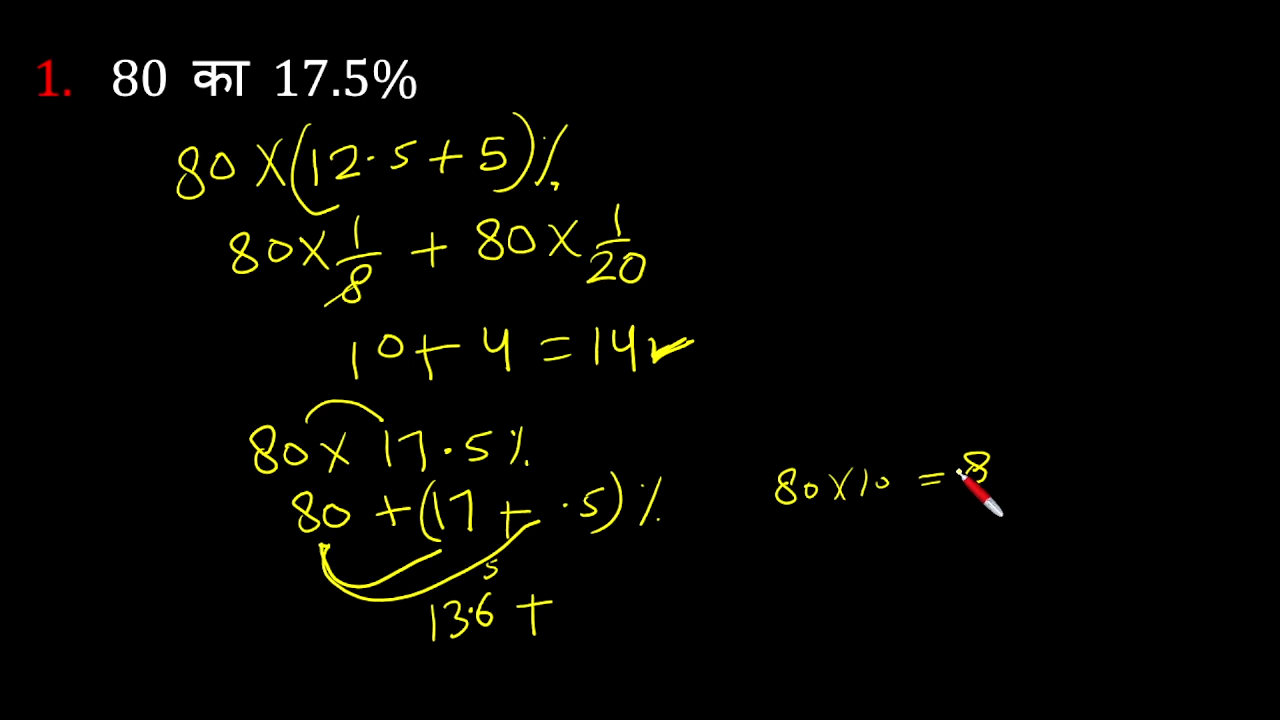 1. 80 का 17.5%
80 X (12.5 + 5)%
80 X 1/8 + 80 X 1/20
10 + 4 = 14 ✓
80 X 17.5%
80 + (17 + .5)%
80 X 10 = 8
5
13.6 +